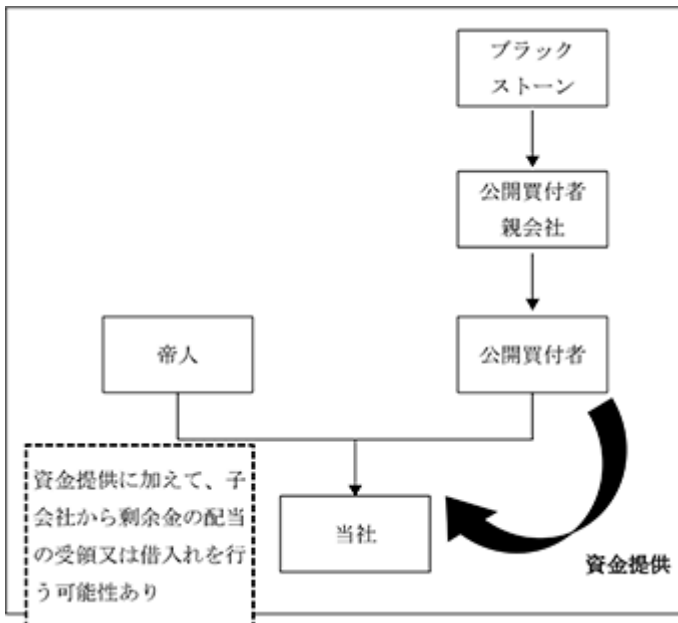 ブラック
ストーン
公開買付者
親会社
帝人
公開買付者
資金提供に加えて、子
会社から剰余金の配当
の受領又は借入れを行
う可能性あり
当社
資金提供